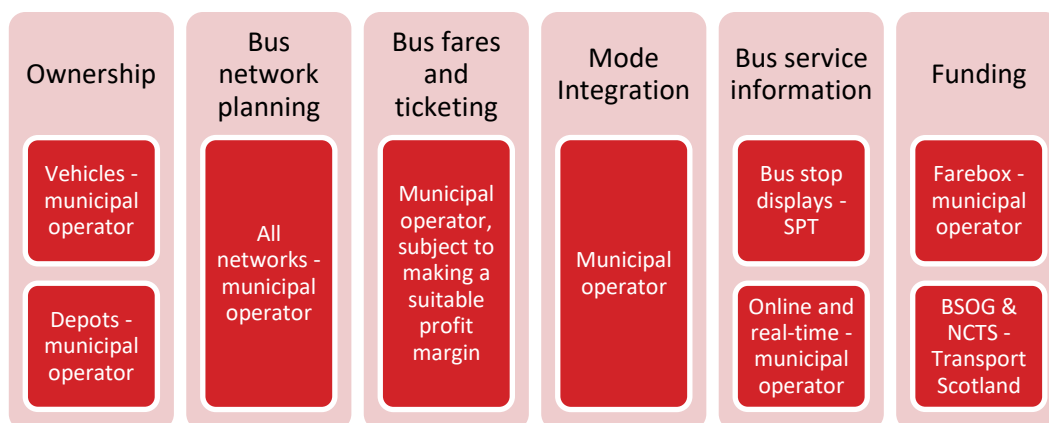 Ownership
Vehicles -
municipal
operator
Depots -
municipal
operator
Bus
network
planning
All
networks -
municipal
operator
Bus fares
and
ticketing
Municipal
operator,
subject to
making a
suitable
profit
margin
Mode
Integration
Municipal
operator
Bus service
information
Bus stop
displays -
SPT
Online and
real-time -
municipal
operator
Funding
Farebox -
municipal
operator
BSOG &
NCTS -
Transport
Scotland